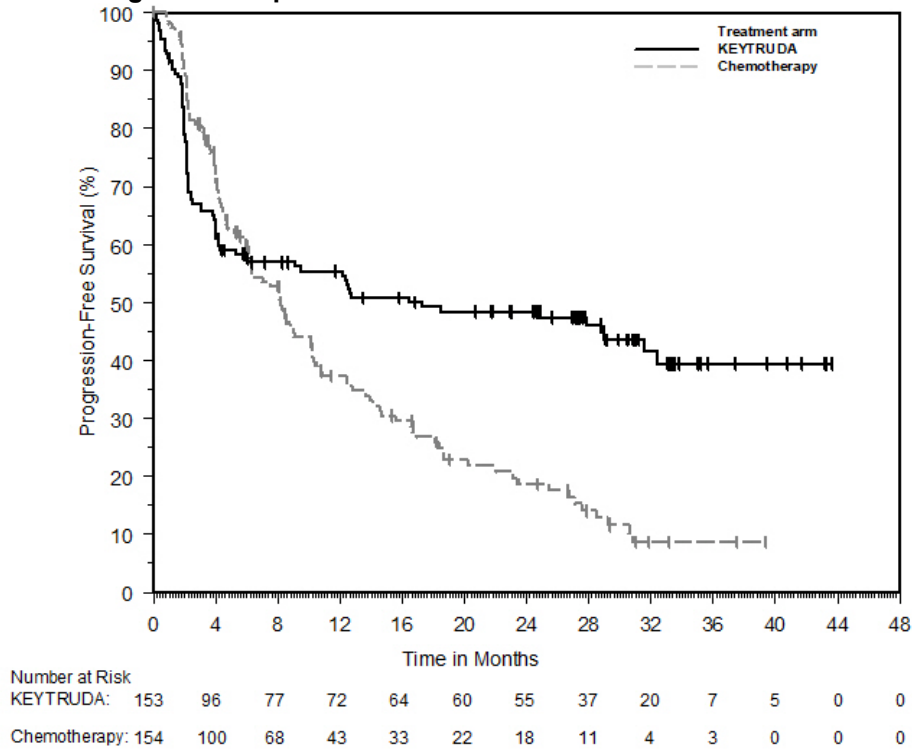 Treatment arm
KEYTRUDA
Chemotherapy
100
90
80
70
60
50
40
30
20
10
0
Progression-Free Survival (%)
0 4 8 12 16 20 24 28 32 36 40 44 48
Time in Months
Number at Risk
KEYTRUDA: 153 96 77 72 64 60 55 37 20 7 5 0 0
Chemotherapy: 154 100 68 43 33 22 18 11 4 3 0 0 0